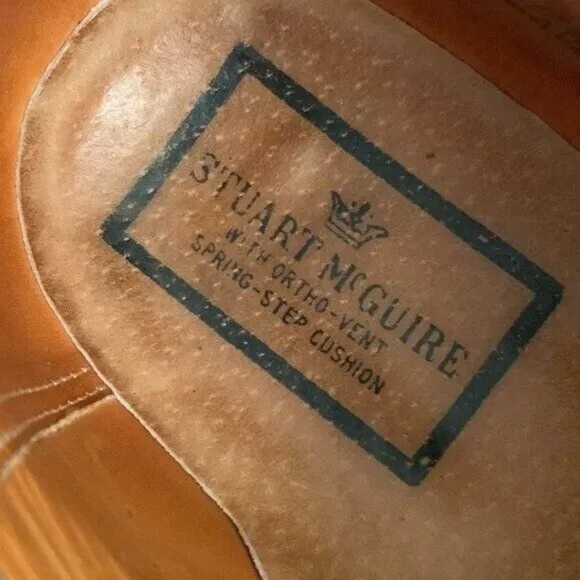 STUART McGUIRE
WITH ORTHO-VENT
SPRING-STEP CUSHION